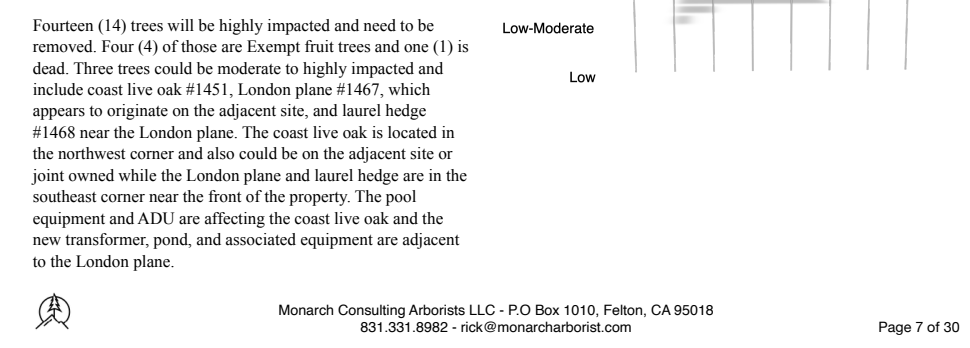 Fourteen (14) trees will be highly impacted and need to be
removed. Four (4) of those are Exempt fruit trees and one (1) is
dead. Three trees could be moderate to highly impacted and
include coast live oak #1451, London plane #1467, which
appears to originate on the adjacent site, and laurel hedge
#1468 near the London plane. The coast live oak is located in
the northwest corner and also could be on the adjacent site or
joint owned while the London plane and laurel hedge are in the
southeast corner near the front of the property. The pool
equipment and ADU are affecting the coast live oak and the
new transformer, pond, and associated equipment are adjacent
to the London plane.
Low-Moderate
Low
Monarch Consulting Arborists LLC - P.O Box 1010, Felton, CA 95018
831.331.8982 - rick@monarcharborist.com
Page 7 of 30